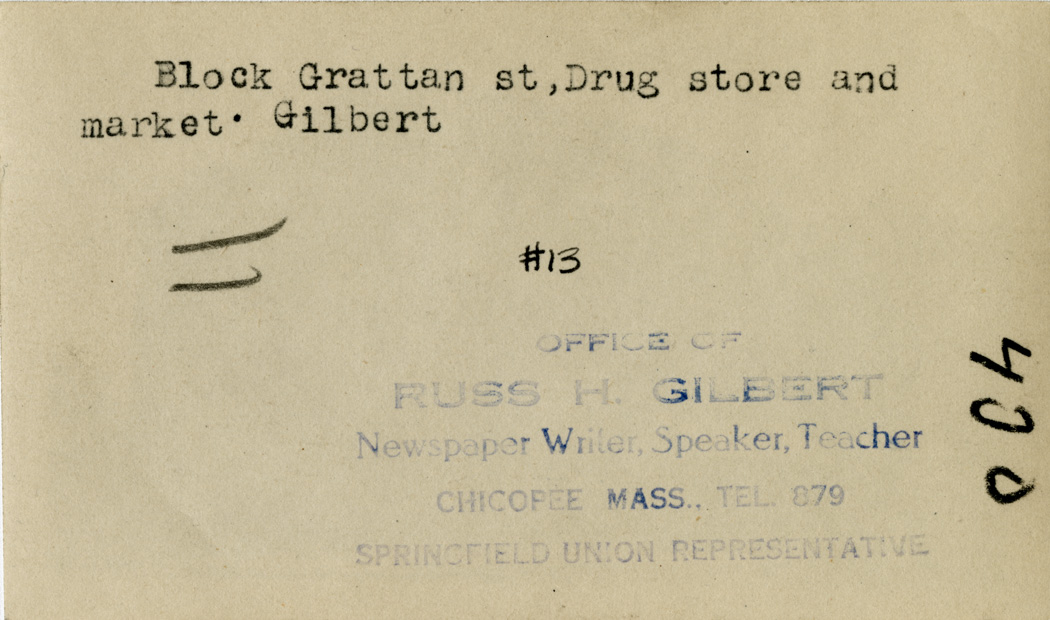 Block Grattan st,Drug store and
market. Gilbert
#13
OFFICE OF
RUSS H. GILBERT
Newspaper Writer, Speaker, Teacher
CHICOPEE MASS., TEL. 879
SPRINGFIELD UNION REPRESENTATIVE